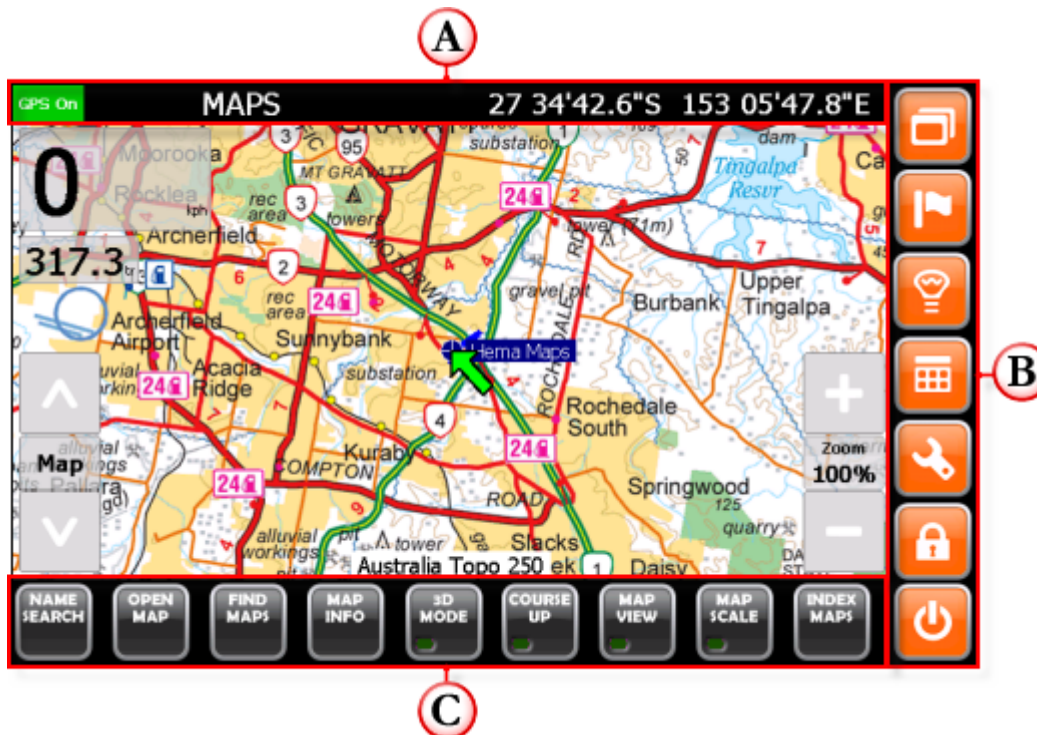 A
GPS On MAPS 27 34'42.6"S 153 05'47.8"E
0
kph
317.3
Moorooka
Rocklea
Archerfield
Archerfield
Airport
Acacia
Ridge
Sunnybank
substation
MT GRAVATT
rec
area
towers
rec
area
MOTORWAY
substation
dam
Tingalpa
Resvr
tower (71m)
gravel pit
Burbank
Upper
Tingalpa
Hema Maps
Rochedale
South
Kuraby
COMPTON
ROAD
Springwood
125
quarry
alluvial
workings
pit
tower
Slacks
Daisy
Pallara
3
95
1
3
2
4
1
24
24
24
24
24
Map
+
Zoom
100%
−
Australia Topo 250
B
NAME
SEARCH
OPEN
MAP
FIND
MAPS
MAP
INFO
3D
MODE
COURSE
UP
MAP
VIEW
MAP
SCALE
INDEX
MAPS
C